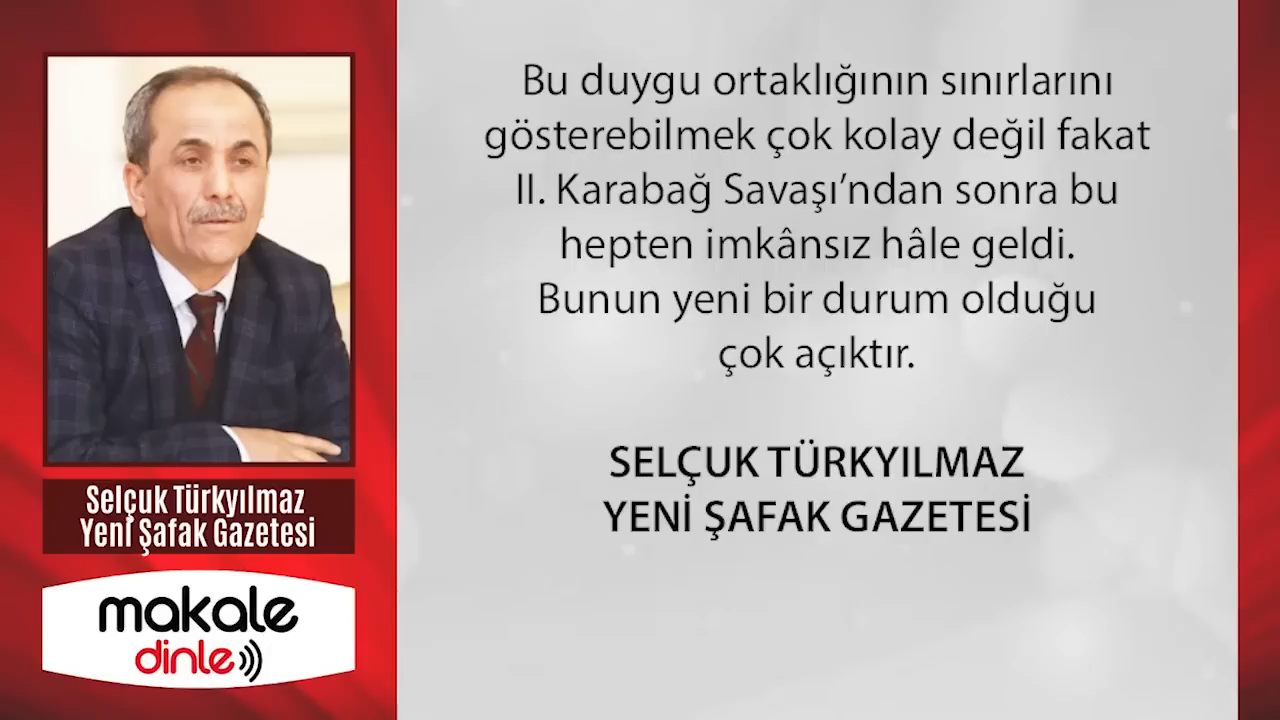 Bu duygu ortaklığının sınırlarını
gösterebilmek çok kolay değil fakat
II. Karabağ Savaşı’ndan sonra bu
hepten imkânsız hâle geldi.
Bunun yeni bir durum olduğu
çok açıktır.
SELÇUK TÜRKYILMAZ
YENİ ŞAFAK GAZETESİ
Selçuk Türkyılmaz
Yeni Şafak Gazetesi
makale
dinle